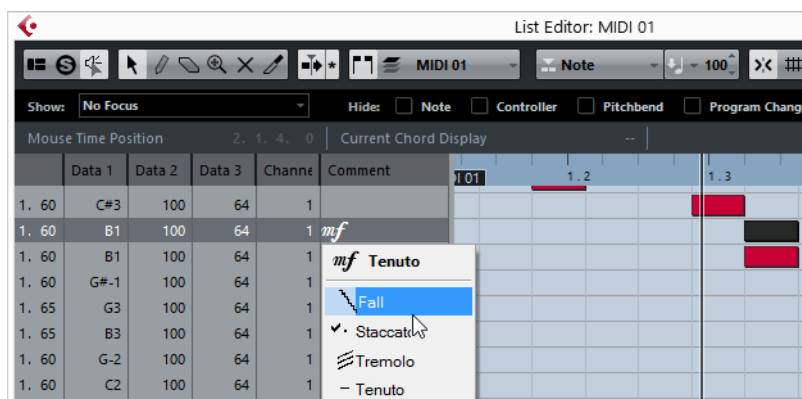 List Editor: MIDI 01
MIDI 01 Note 100
Show: No Focus Hide: Note Controller Pitchbend Program Chang
Mouse Time Position 2. 1. 4. 0 Current Chord Display --
Data 1 Data 2 Data 3 Channe Comment DI 01 1.2 1.3
1. 60 C#3 100 64 1
1. 60 B1 100 64 1 mf
1. 60 B1 100 64 1 mf Tenuto
1. 60 G#-1 100 64 1
1. 65 G3 100 64 1 Fall
1. 65 B3 100 64 1 Staccato
1. 60 G-2 100 64 1 Tremolo
1. 60 C2 100 64 1 Tenuto